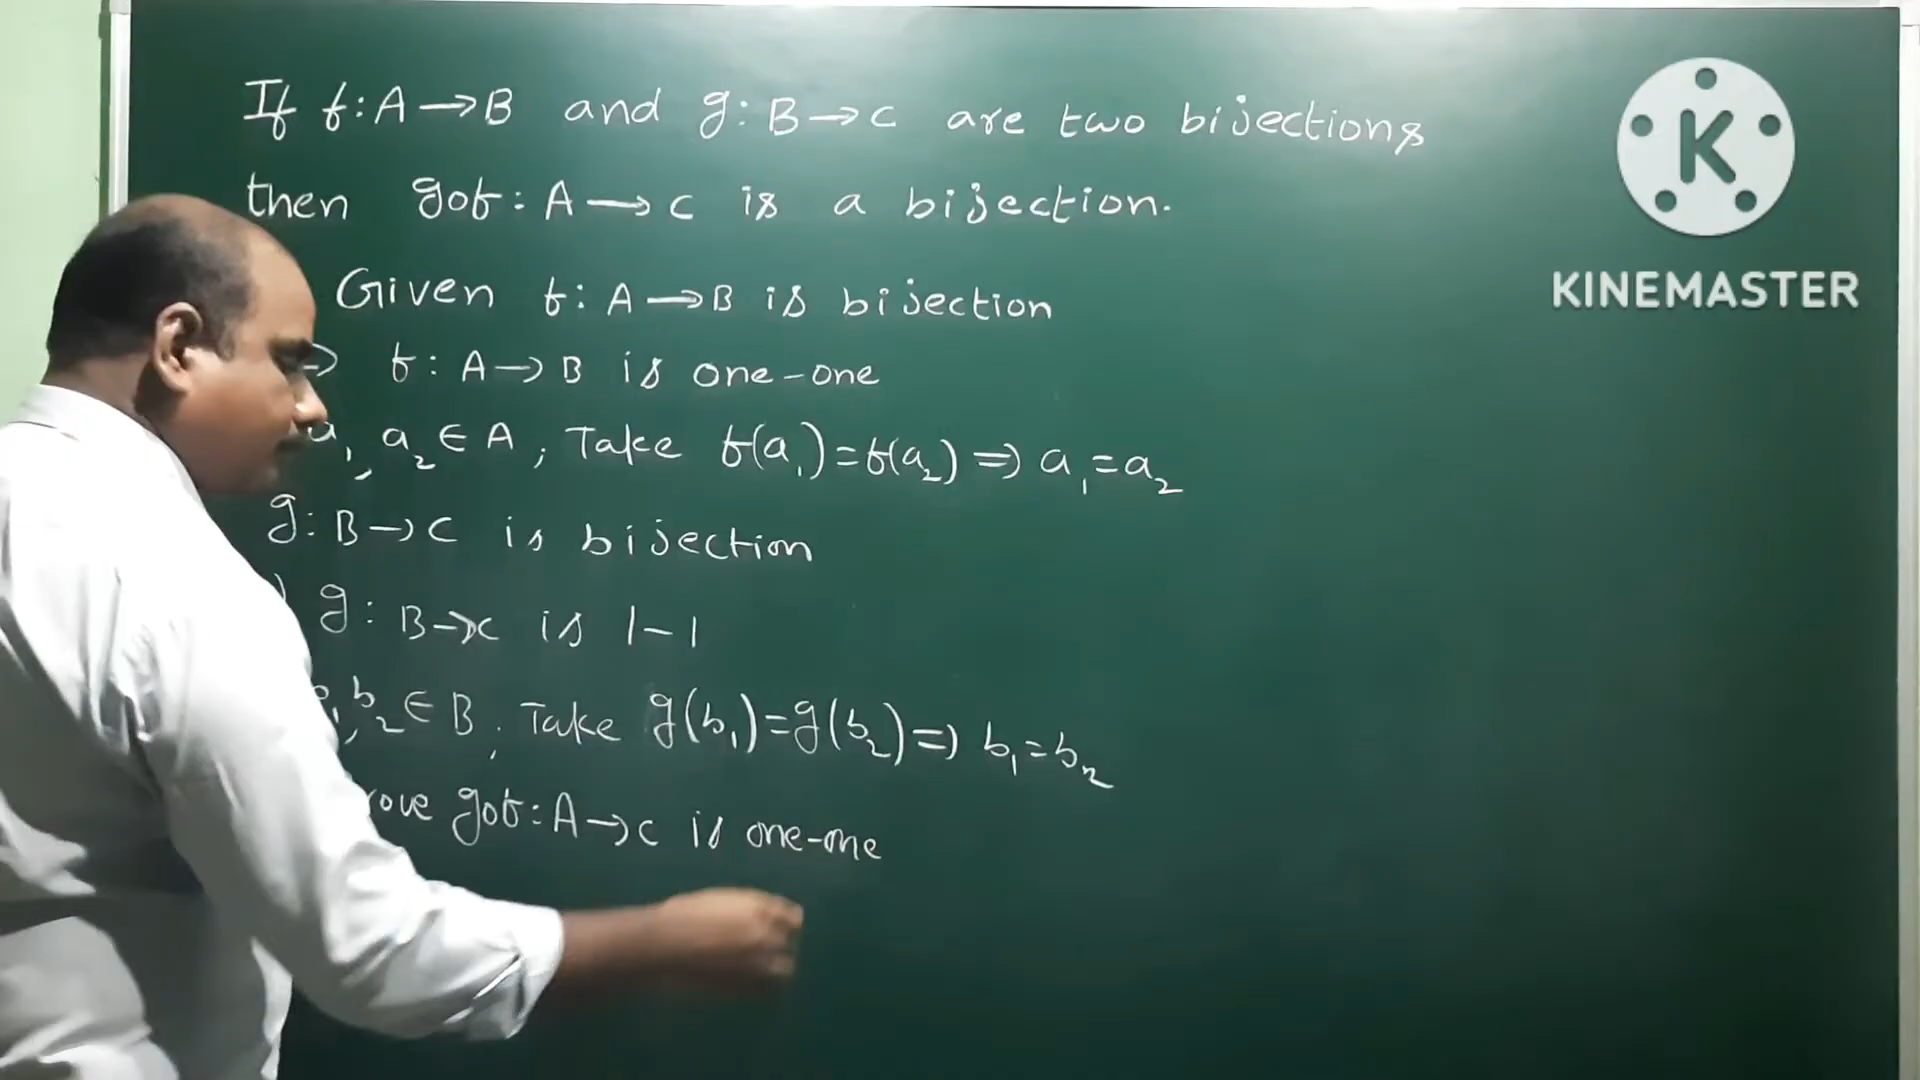 If f: A → B and g: B → C are two bijections
then gof: A → C is a bijection.
Given f: A → B is bijection
f: A → B is one-one
a₁, a₂ ∈ A, Take f(a₁) = f(a₂) ⇒ a₁ = a₂
g: B → C is bijection
g: B → C is 1-1
b₂ ∈ B, Take g(b₁) = g(b₂) ⇒ b₁ = b₂
gof: A → C is one-one
K
KINEMASTER